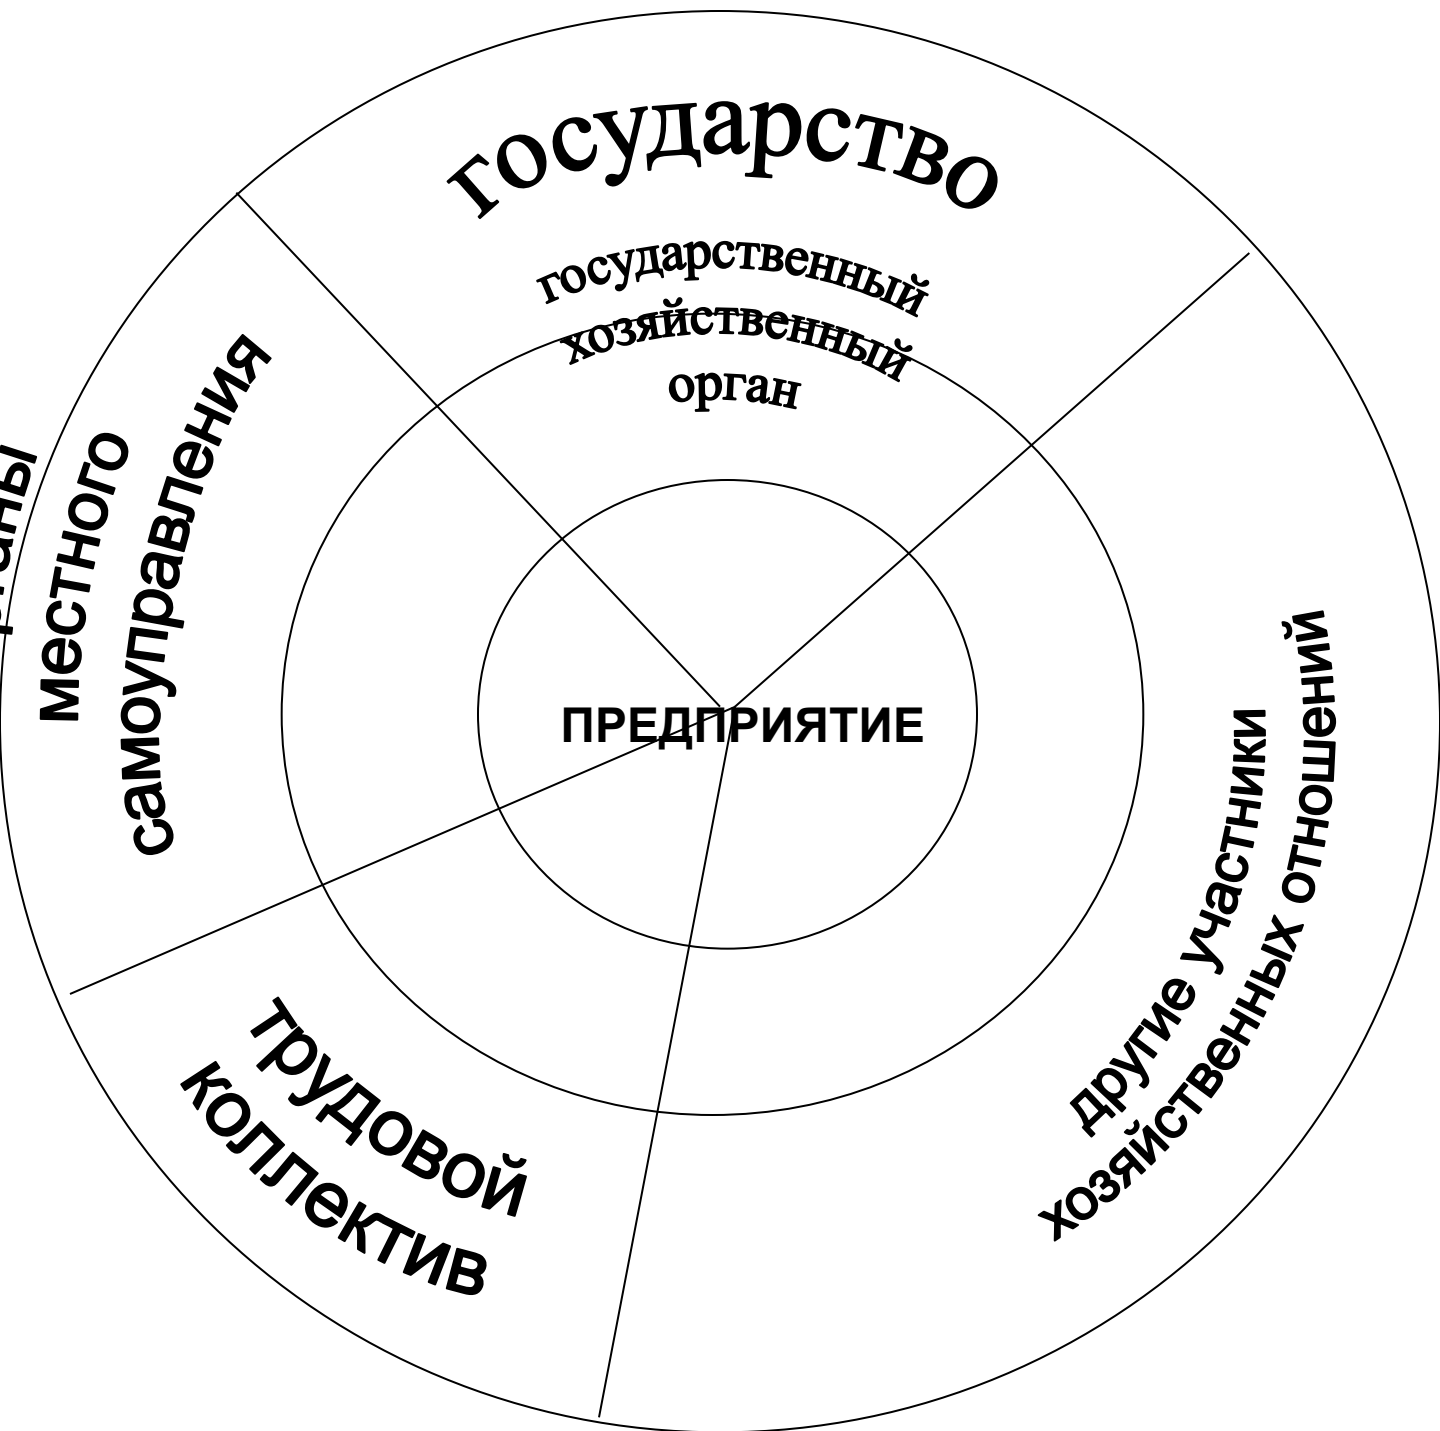 государство
государственный
хозяйственный
орган
местного
самоуправления
ПРЕДПРИЯТИЕ
другие участники
хозяйственных отношений
трудовой
коллектив